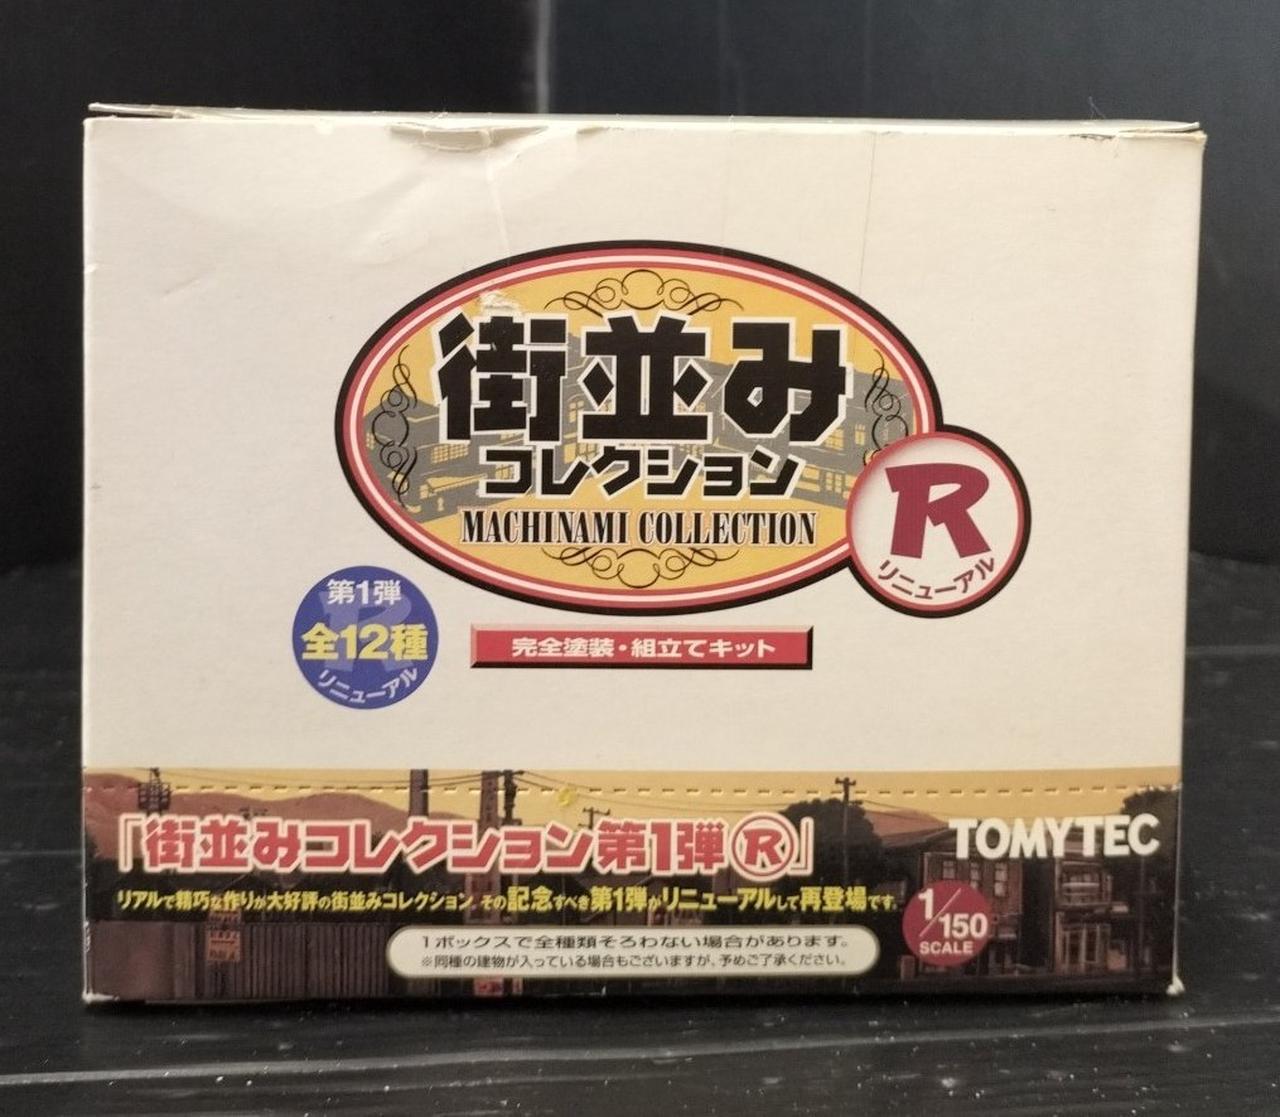 街並み
コレクション
MACHINAMI COLLECTION
R
リニューアル
第1弾
全12種
リニューアル
完全塗装・組立てキット
「街並みコレクション第1弾Ⓡ」
TOMYTEC
リアルで精巧な作りが大好評の街並みコレクション。その記念すべき第1弾がリニューアルして再登場です。
1/150
SCALE
1ボックスで全種類そろわない場合があります。
※同種の建物が入っている場合もございますが、予めご了承ください。